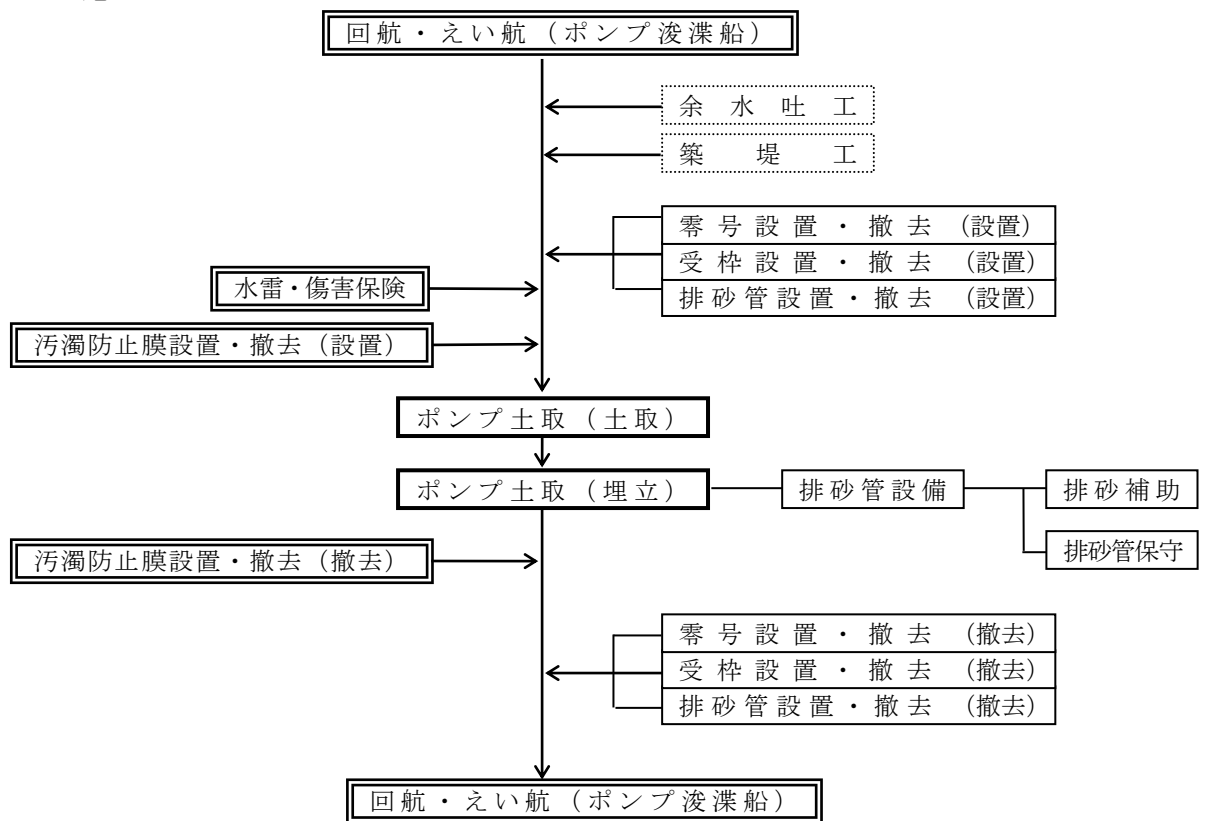 回航・えい航（ポンプ浚渫船）
余水吐工
築堤工
零号設置・撤去（設置）
受枠設置・撤去（設置）
排砂管設置・撤去（設置）
水雷・傷害保険
汚濁防止膜設置・撤去（設置）
ポンプ土取（土取）
ポンプ土取（埋立）
排砂管設備
排砂補助
排砂管保守
汚濁防止膜設置・撤去（撤去）
零号設置・撤去（撤去）
受枠設置・撤去（撤去）
排砂管設置・撤去（撤去）
回航・えい航（ポンプ浚渫船）